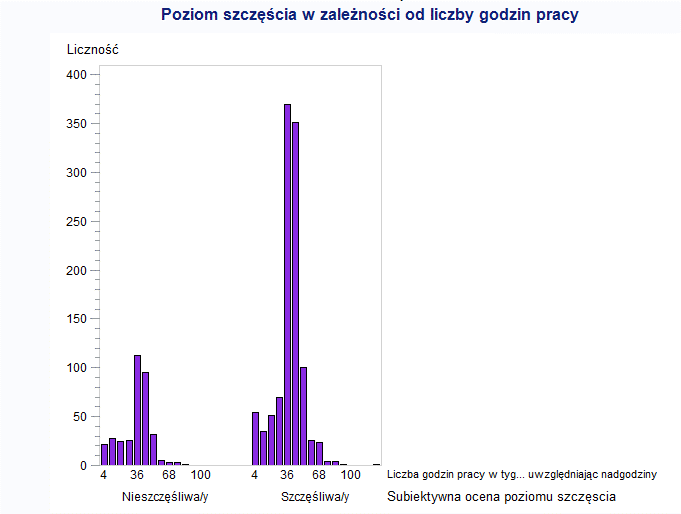 Poziom szczęścia w zależności od liczby godzin pracy
Liczność
400
350
300
250
200
150
100
50
0
4 36 68 100 4 36 68 100 Liczba godzin pracy w tyg... uwzględniając nadgodziny
Nieszczęśliwa/y Szczęśliwa/y Subiektywna ocena poziomu szczęscia